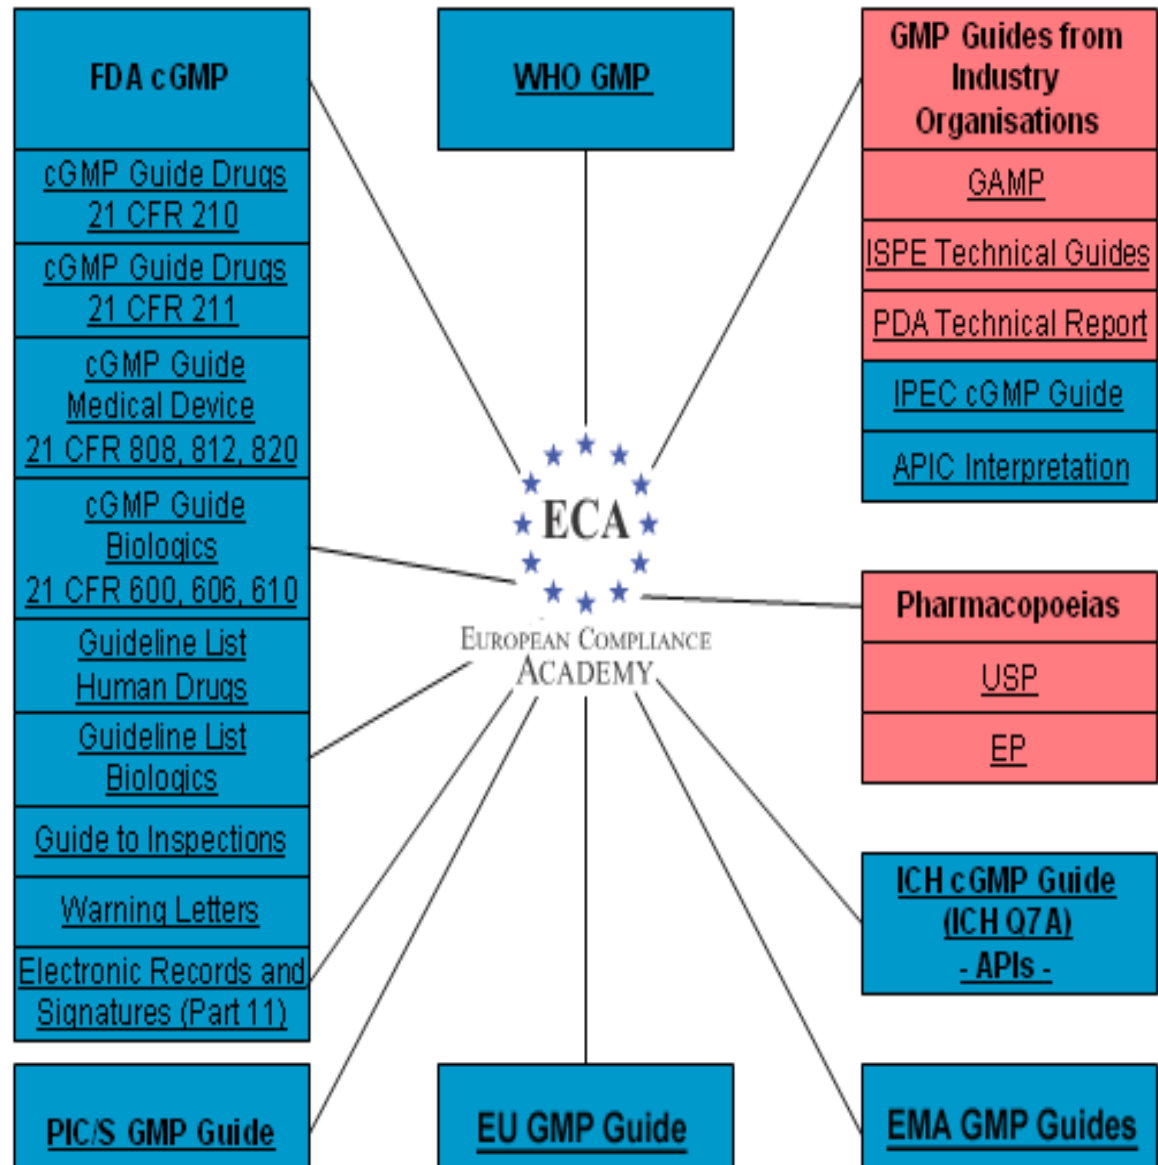 FDA cGMP
cGMP Guide Drugs
21 CFR 210
cGMP Guide Drugs
21 CFR 211
cGMP Guide
Medical Device
21 CFR 808, 812, 820
cGMP Guide
Biologics
21 CFR 600, 606, 610
Guideline List
Human Drugs
Guideline List
Biologics
Guide to Inspections
Warning Letters
Electronic Records and
Signatures (Part 11)
PIC/S GMP Guide
WHO GMP
ECA
EUROPEAN COMPLIANCE
ACADEMY
EU GMP Guide
GMP Guides from
Industry
Organisations
GAMP
ISPE Technical Guides
PDA Technical Report
IPEC cGMP Guide
APIC Interpretation
Pharmacopoeias
USP
EP
ICH cGMP Guide
(ICH Q7A)
- APIs -
EMA GMP Guides